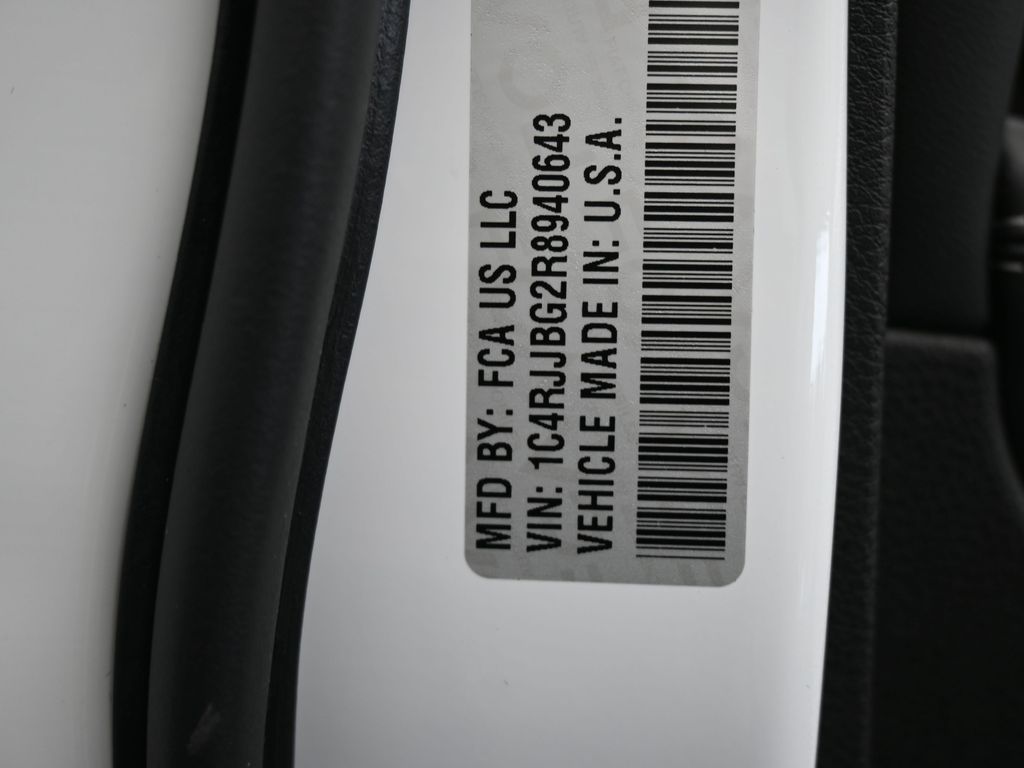 MFD BY: FCA US LLC
VIN: 1C4RJJBG2R8940643
VEHICLE MADE IN: U.S.A.